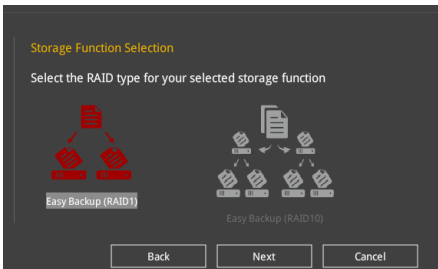 Storage Function Selection
Select the RAID type for your selected storage function
Easy Backup (RAID1)
Easy Backup (RAID10)
Back
Next
Cancel